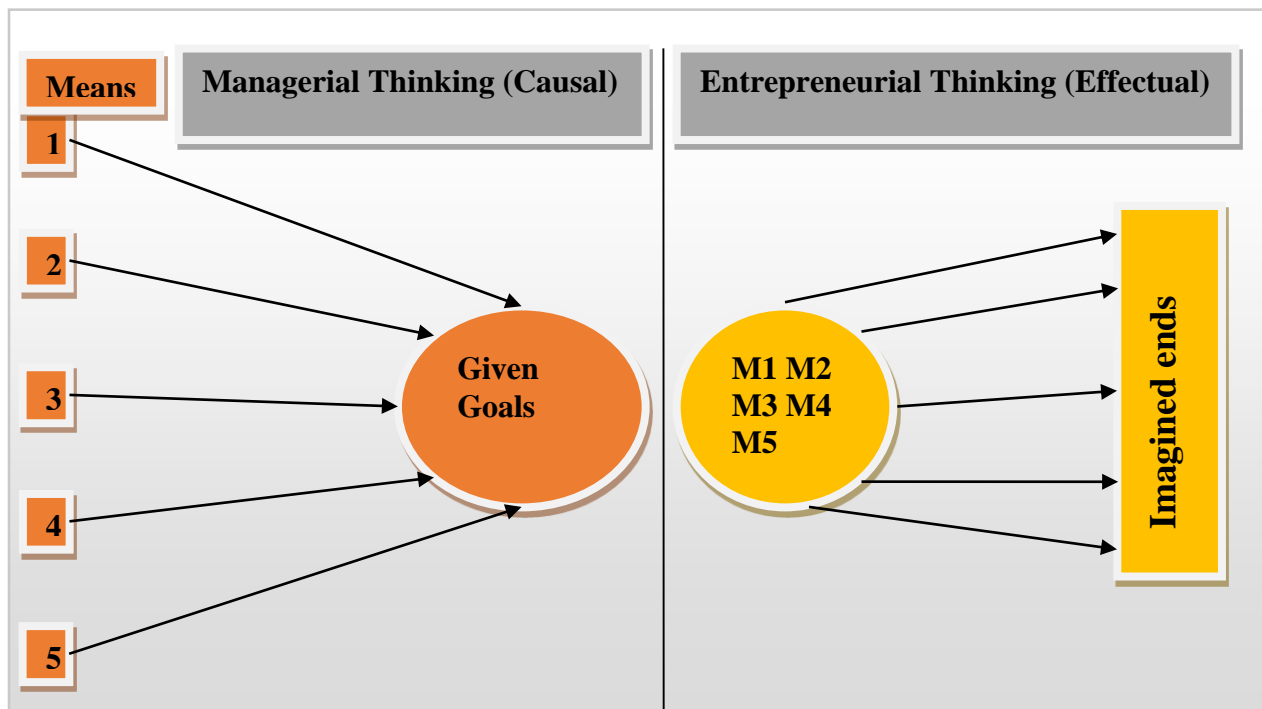 Means
Managerial Thinking (Causal)
Entrepreneurial Thinking (Effectual)
1
2
3
4
5
Given
Goals
M1 M2
M3 M4
M5
Imagined ends